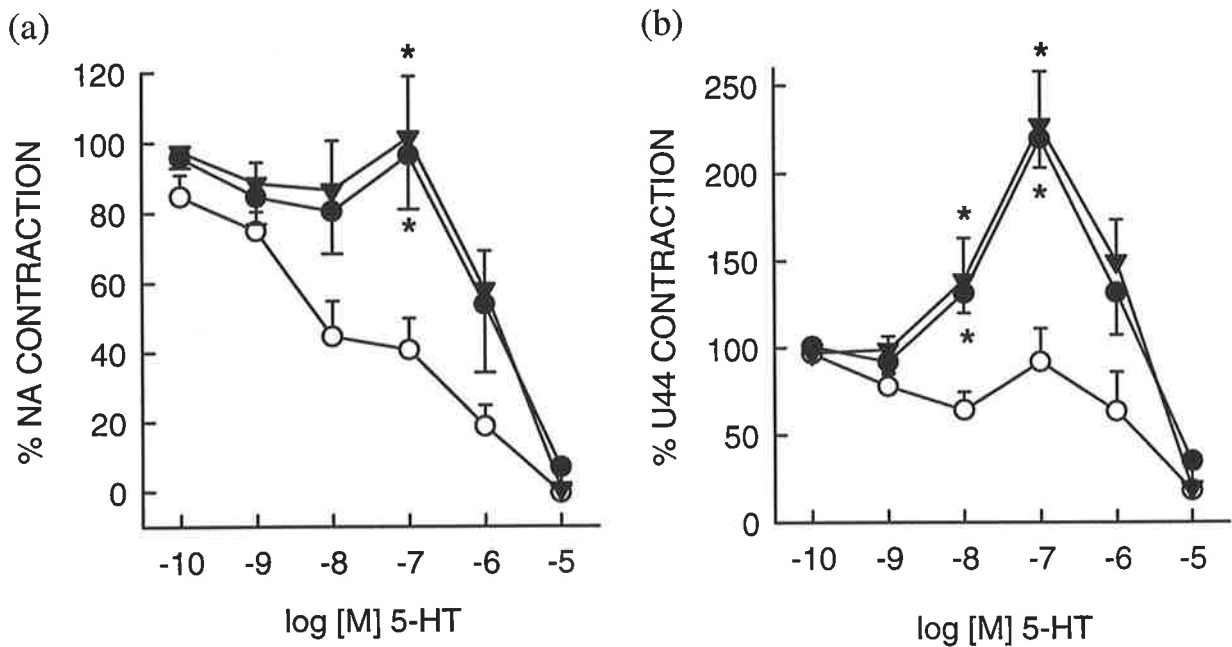 (a)
*
120
100
80
60
40
20
0
*
% NA CONTRACTION
-10 -9 -8 -7 -6 -5
log [M] 5-HT
(b)
*
250
200
150
100
50
0
*
*
*
% U44 CONTRACTION
-10 -9 -8 -7 -6 -5
log [M] 5-HT